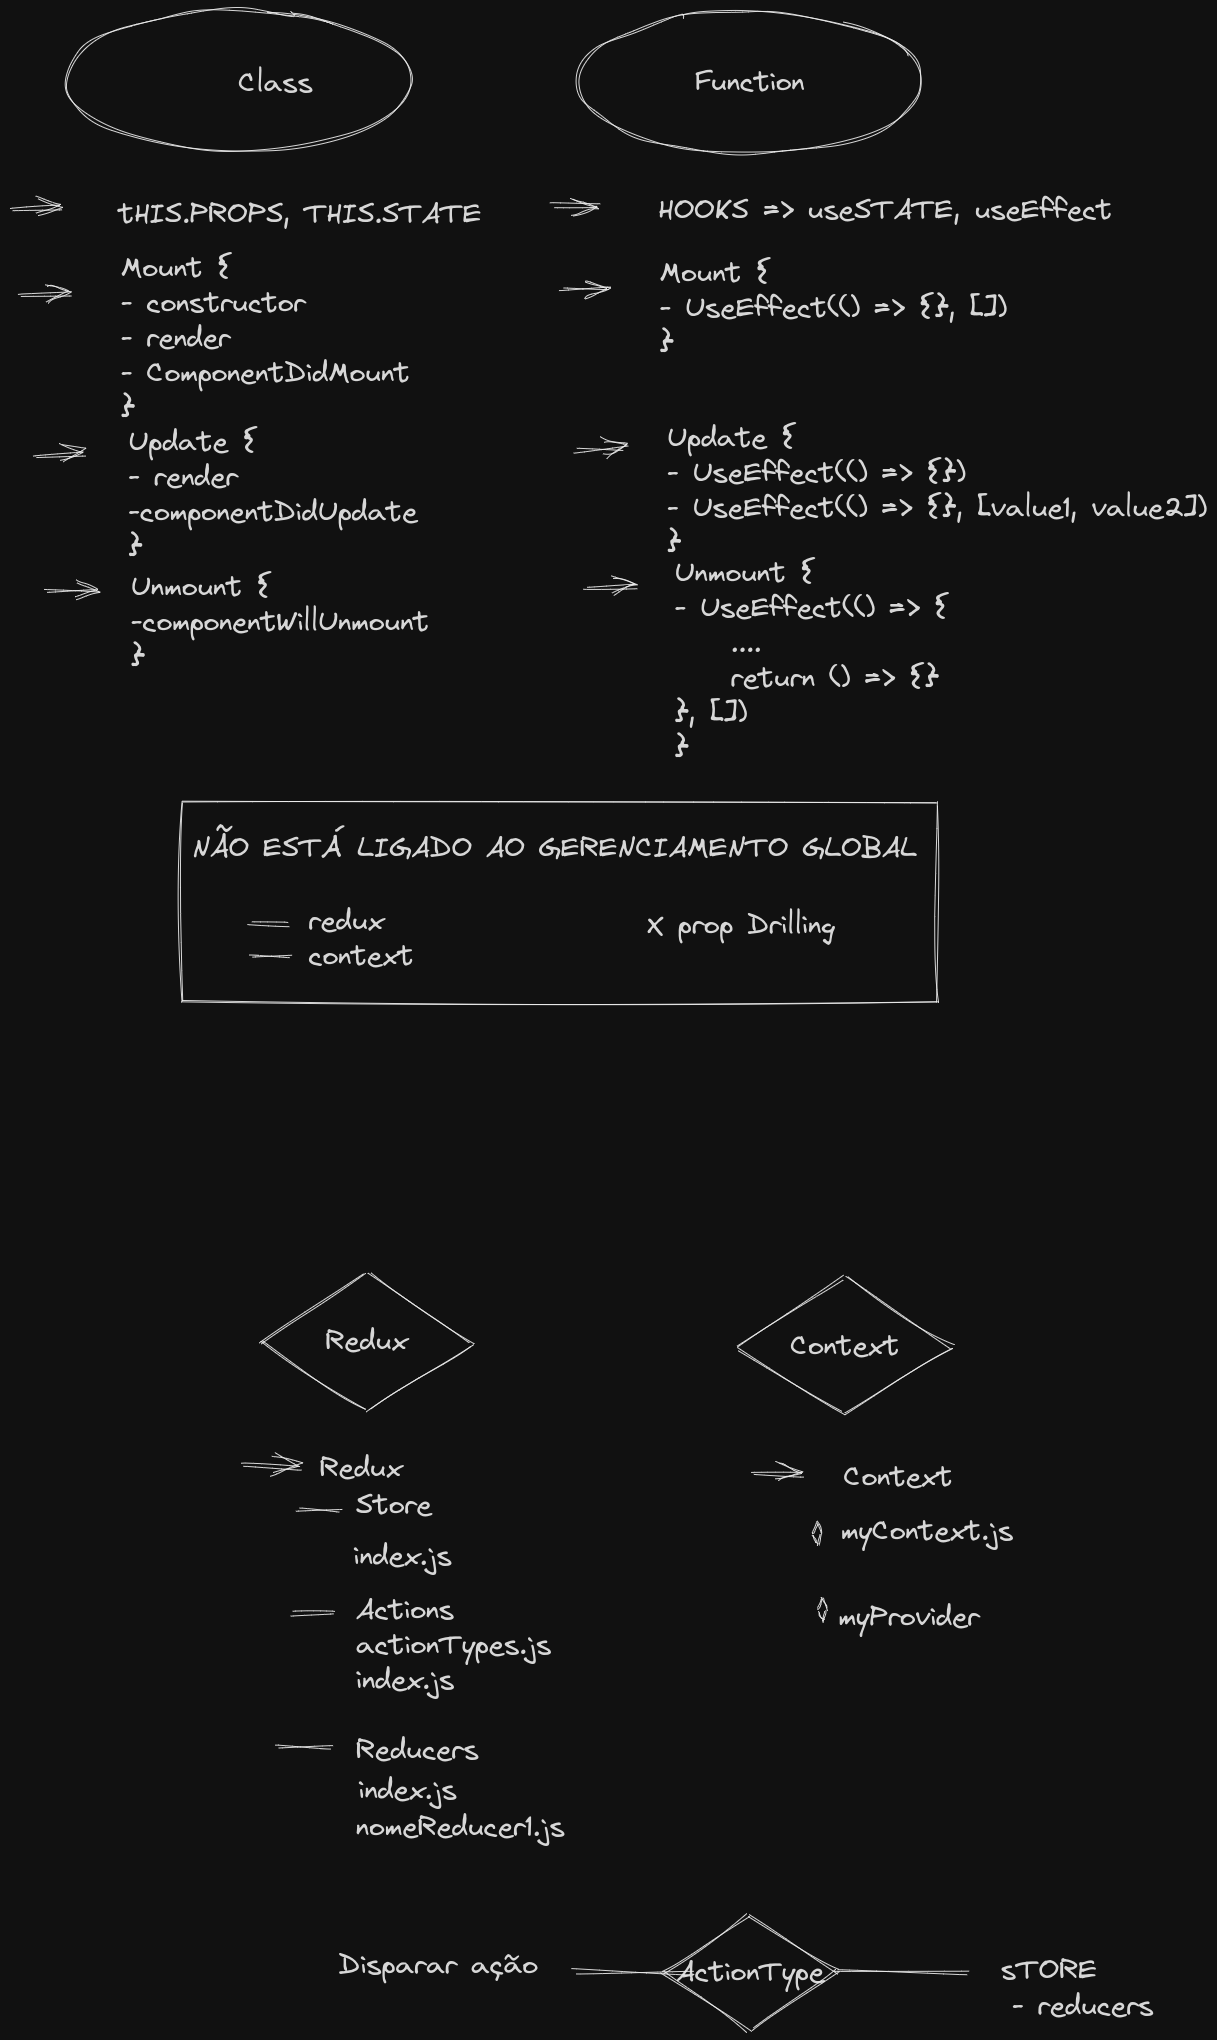 Class
tHIS.PROPS, THIS.STATE
Mount {
- constructor
- render
- ComponentDidMount
}
Update {
- render
-componentDidUpdate
}
Unmount {
-componentWillUnmount
}
Function
HOOKS => useSTATE, useEffect
Mount {
- UseEffect(() => {}, [])
}
Update {
- UseEffect(() => {})
- UseEffect(() => {}, [value1, value2])
}
Unmount {
- UseEffect(() => {
....
return () => {}
}, [])
}
NÃO ESTÁ LIGADO AO GERENCIAMENTO GLOBAL
redux
context
X prop Drilling
Redux
Redux
Store
index.js
Actions
actionTypes.js
index.js
Reducers
index.js
nomeReducer1.js
Context
Context
myContext.js
myProvider
Disparar ação
ActionType
sTORE
- reducers